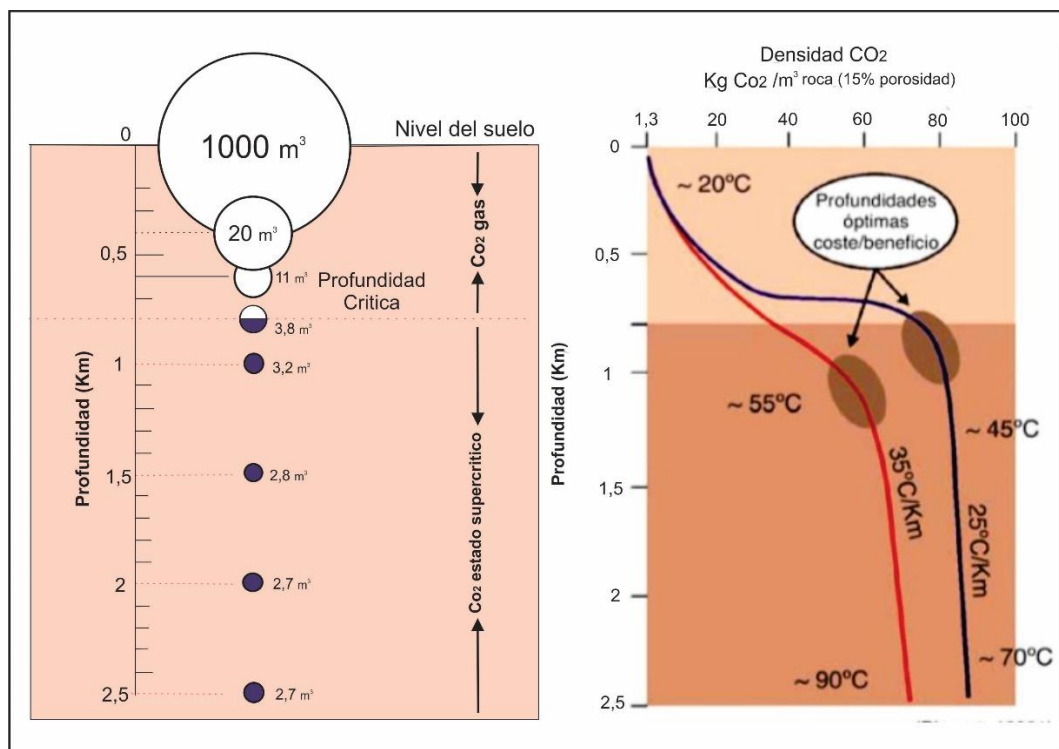 0
1000 m³
Nivel del suelo
20 m³
0,5
11 m³
Profundidad
Critica
3,8 m³
1
3,2 m³
1,5
2,8 m³
2
2,7 m³
2,5
2,7 m³
Profundidad (Km)
Co₂ gas
Co₂ estado supercritico
Densidad CO₂
Kg Co₂ /m³ roca (15% porosidad)
1,3 20 40 60 80 100
0
0,5
1
1,5
2
2,5
Profundidad (Km)
~ 20ºC
Profundidades
óptimas
coste/beneficio
~ 55ºC
~ 45ºC
35ºC/Km
25ºC/Km
~ 70ºC
~ 90ºC